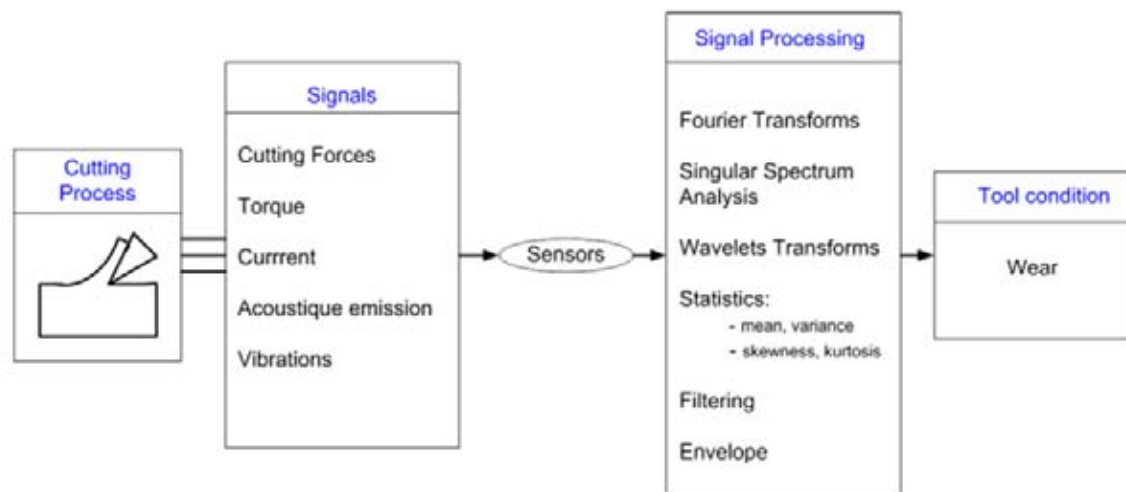 Cutting
Process
Signals
Cutting Forces
Torque
Currrent
Acoustique emission
Vibrations
Sensors
Signal Processing
Fourier Transforms
Singular Spectrum
Analysis
Wavelets Transforms
Statistics:
- mean, variance
- skewness, kurtosis
Filtering
Envelope
Tool condition
Wear